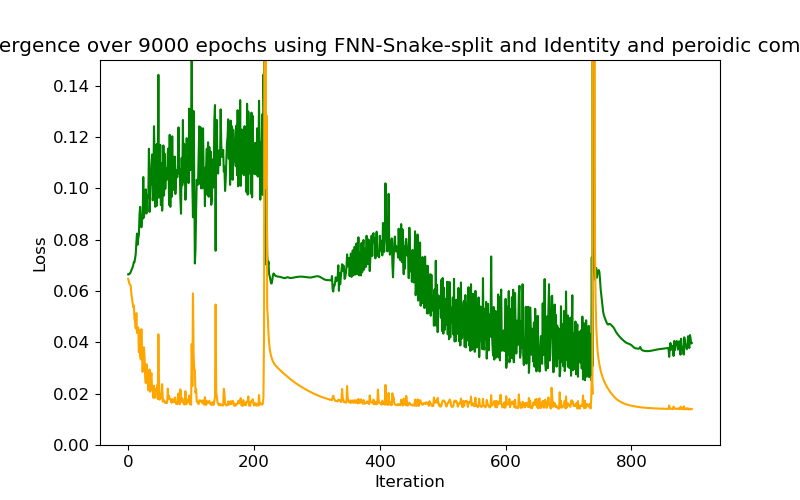 ergence over 9000 epochs using FNN-Snake-split and Identity and peroidic com
0.14
0.12
0.10
0.08
0.06
0.04
0.02
0.00
Loss
0 200 400 600 800
Iteration